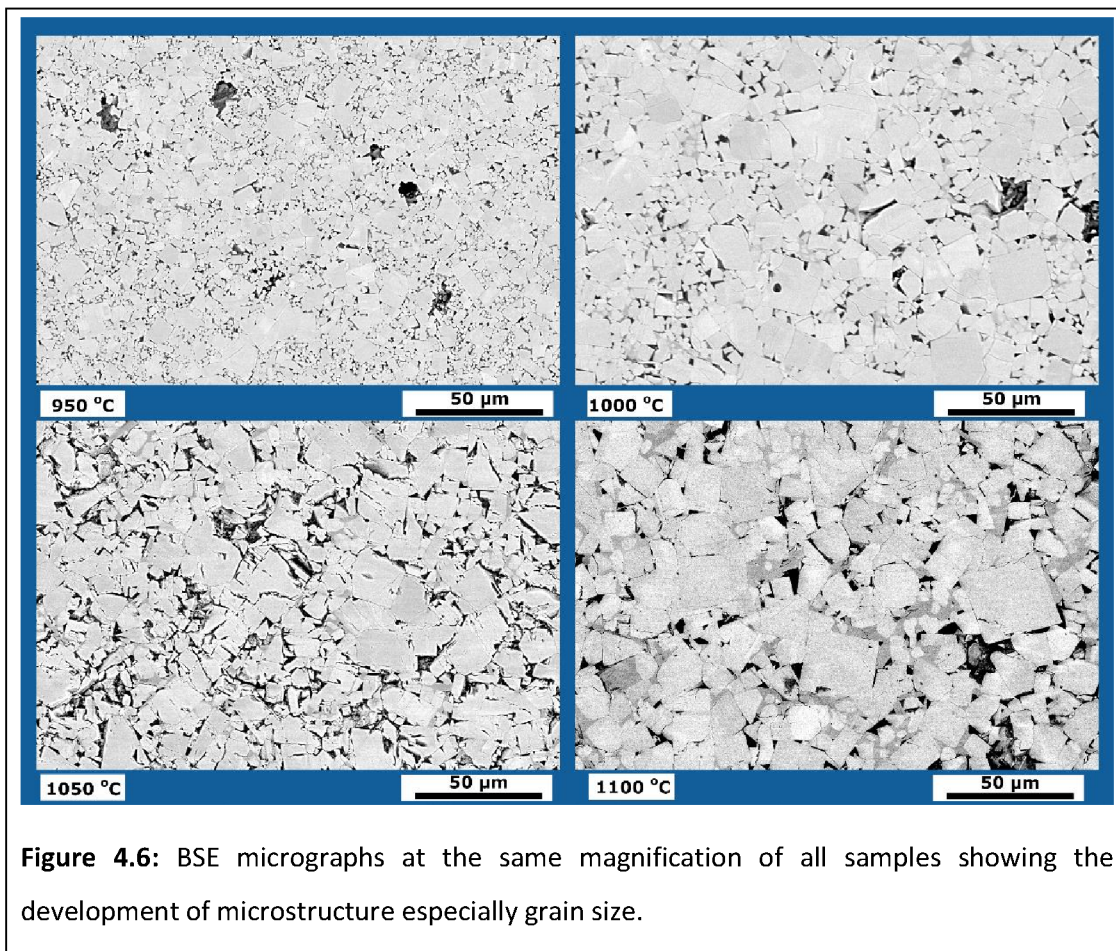 950 °C
50 µm
1000 °C
50 µm
1050 °C
50 µm
1100 °C
50 µm
Figure 4.6: BSE micrographs at the same magnification of all samples showing the
development of microstructure especially grain size.